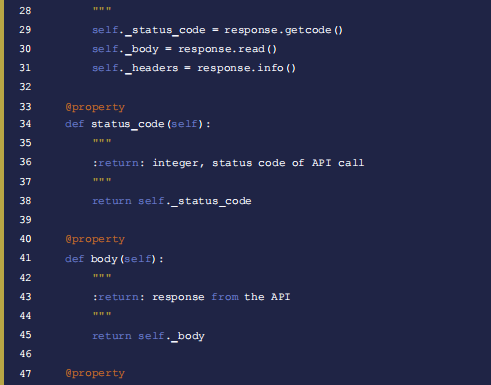 28 """
29 self._status_code = response.getcode()
30 self._body = response.read()
31 self._headers = response.info()
32
33 @property
34 def status_code(self):
35 """
36 :return: integer, status code of API call
37 """
38 return self._status_code
39
40 @property
41 def body(self):
42 """
43 :return: response from the API
44 """
45 return self._body
46
47 @property